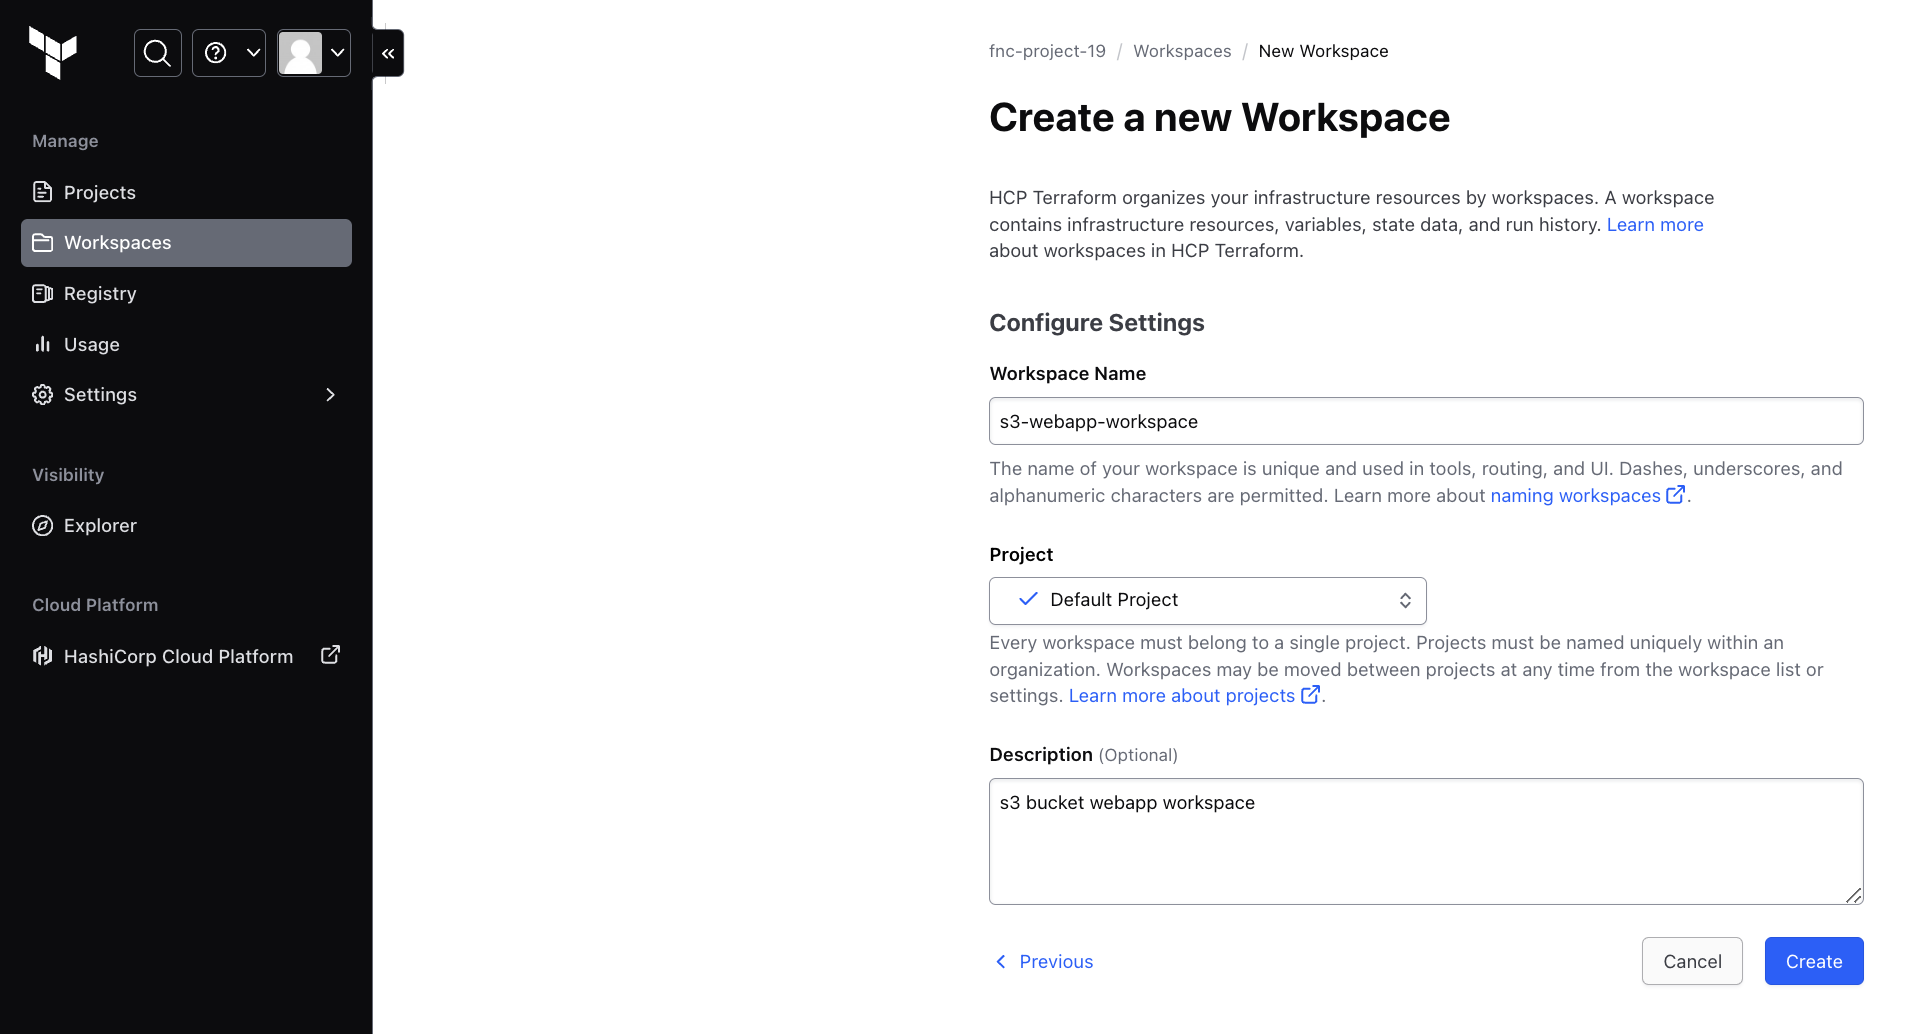 Manage
Projects
Workspaces
Registry
Usage
Settings
Visibility
Explorer
Cloud Platform
HashiCorp Cloud Platform
fnc-project-19 / Workspaces / New Workspace
Create a new Workspace
HCP Terraform organizes your infrastructure resources by workspaces. A workspace
contains infrastructure resources, variables, state data, and run history. Learn more
about workspaces in HCP Terraform.
Configure Settings
Workspace Name
s3-webapp-workspace
The name of your workspace is unique and used in tools, routing, and UI. Dashes, underscores, and
alphanumeric characters are permitted. Learn more about naming workspaces.
Project
Default Project
Every workspace must belong to a single project. Projects must be named uniquely within an
organization. Workspaces may be moved between projects at any time from the workspace list or
settings. Learn more about projects.
Description (Optional)
s3 bucket webapp workspace
Previous
Cancel
Create